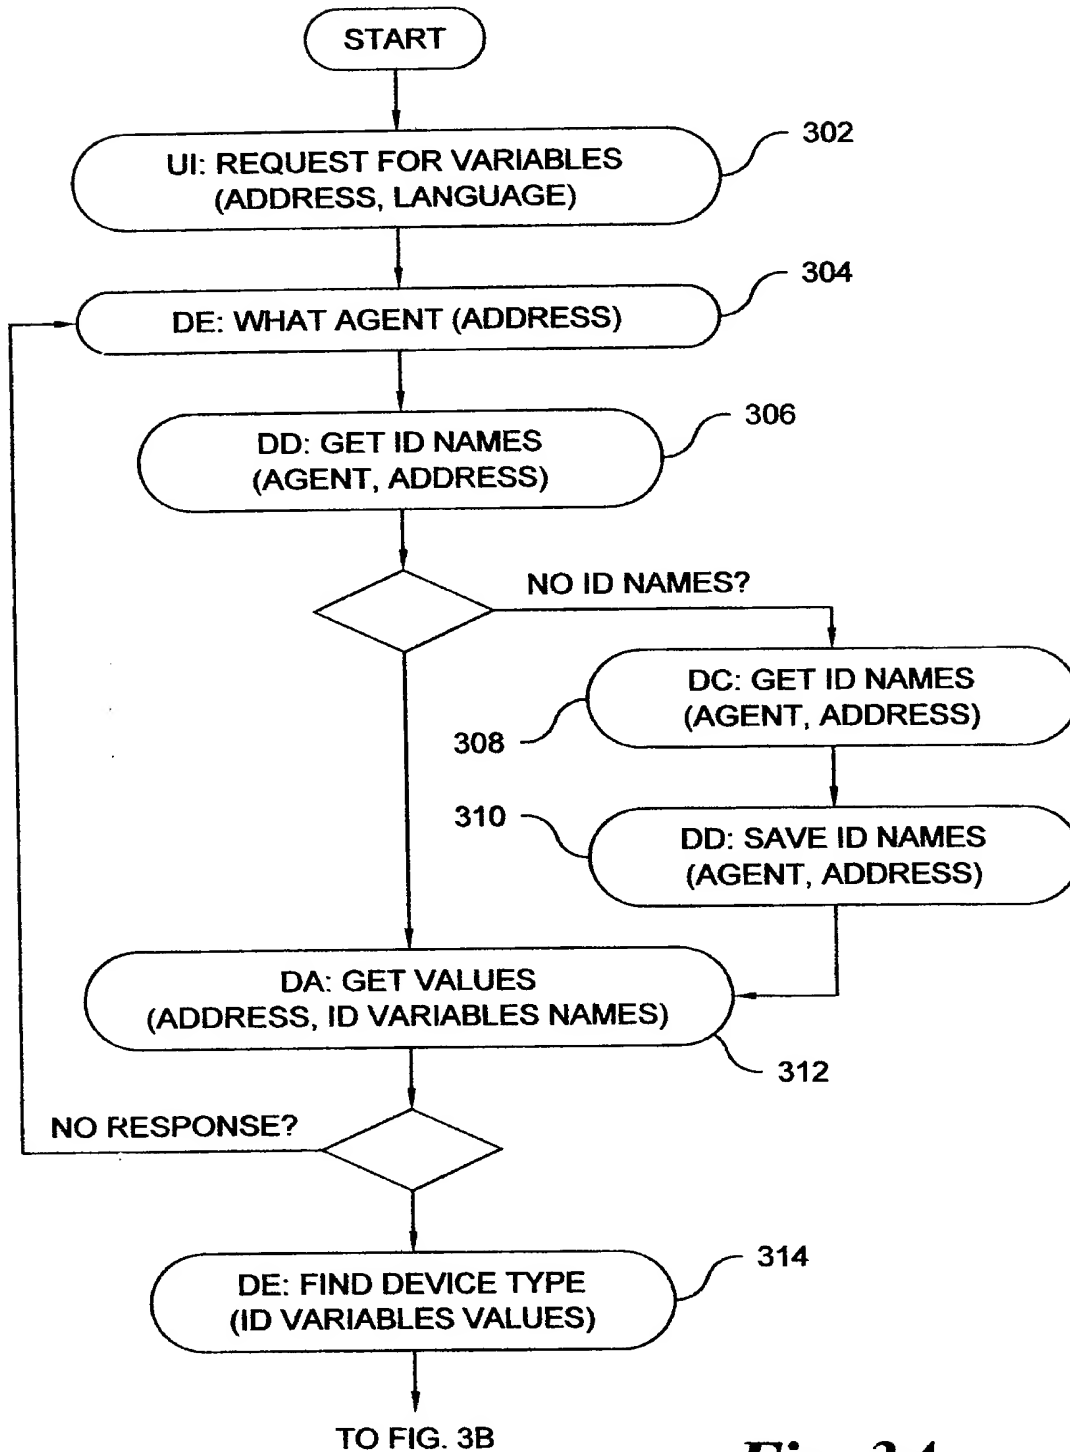 START
302
UI: REQUEST FOR VARIABLES
(ADDRESS, LANGUAGE)
304
DE: WHAT AGENT (ADDRESS)
306
DD: GET ID NAMES
(AGENT, ADDRESS)
NO ID NAMES?
DC: GET ID NAMES
(AGENT, ADDRESS)
308
310
DD: SAVE ID NAMES
(AGENT, ADDRESS)
DA: GET VALUES
(ADDRESS, ID VARIABLES NAMES)
312
NO RESPONSE?
314
DE: FIND DEVICE TYPE
(ID VARIABLES VALUES)
TO FIG. 3B
Fig. 3A